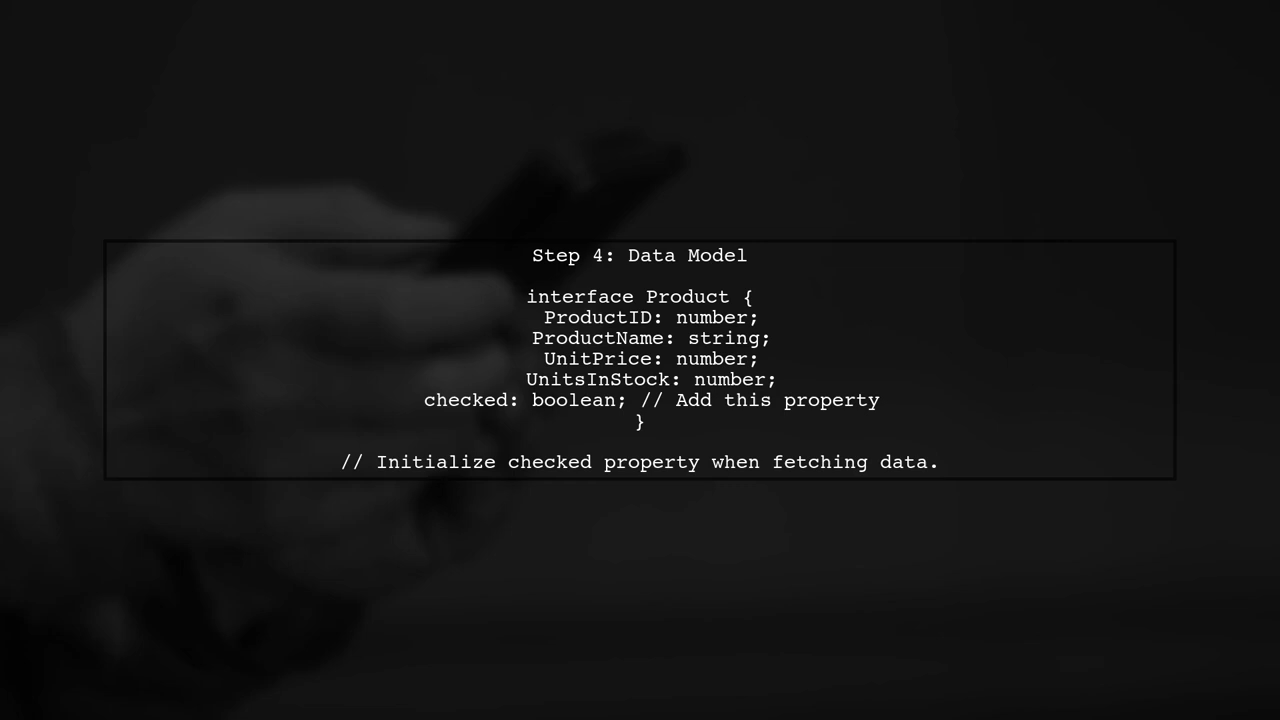 Step 4: Data Model
interface Product {
ProductID: number;
ProductName: string;
UnitPrice: number;
UnitsInStock: number;
checked: boolean; // Add this property
}
// Initialize checked property when fetching data.